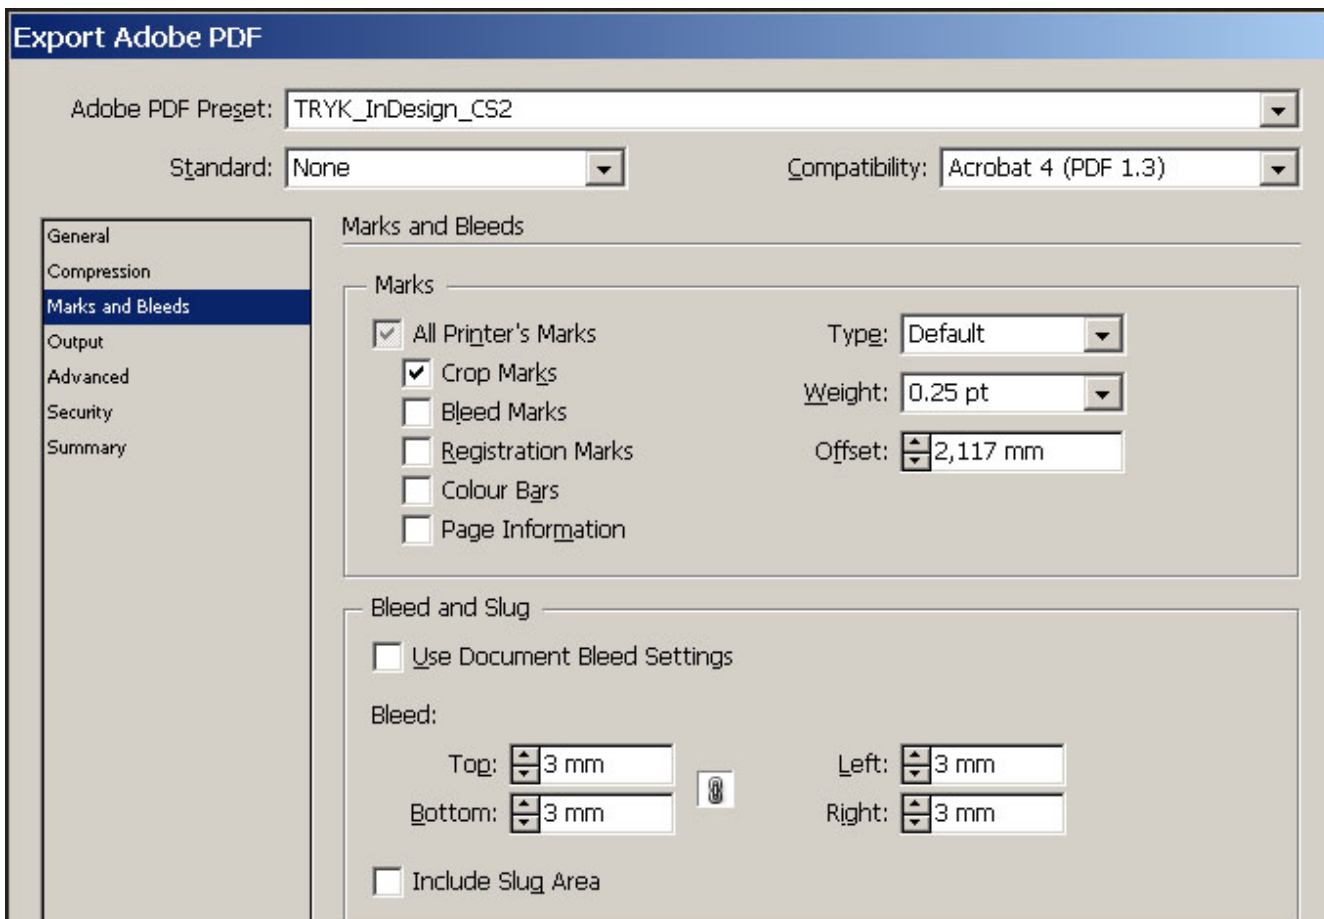 Export Adobe PDF
Adobe PDF Preset: TRYK_InDesign_CS2
Standard: None Compatibility: Acrobat 4 (PDF 1.3)
General
Compression
Marks and Bleeds
Output
Advanced
Security
Summary
Marks and Bleeds
Marks
All Printer's Marks
Crop Marks
Bleed Marks
Registration Marks
Colour Bars
Page Information
Type: Default
Weight: 0.25 pt
Offset: 2,117 mm
Bleed and Slug
Use Document Bleed Settings
Bleed:
Top: 3 mm Left: 3 mm
Bottom: 3 mm Right: 3 mm
Include Slug Area